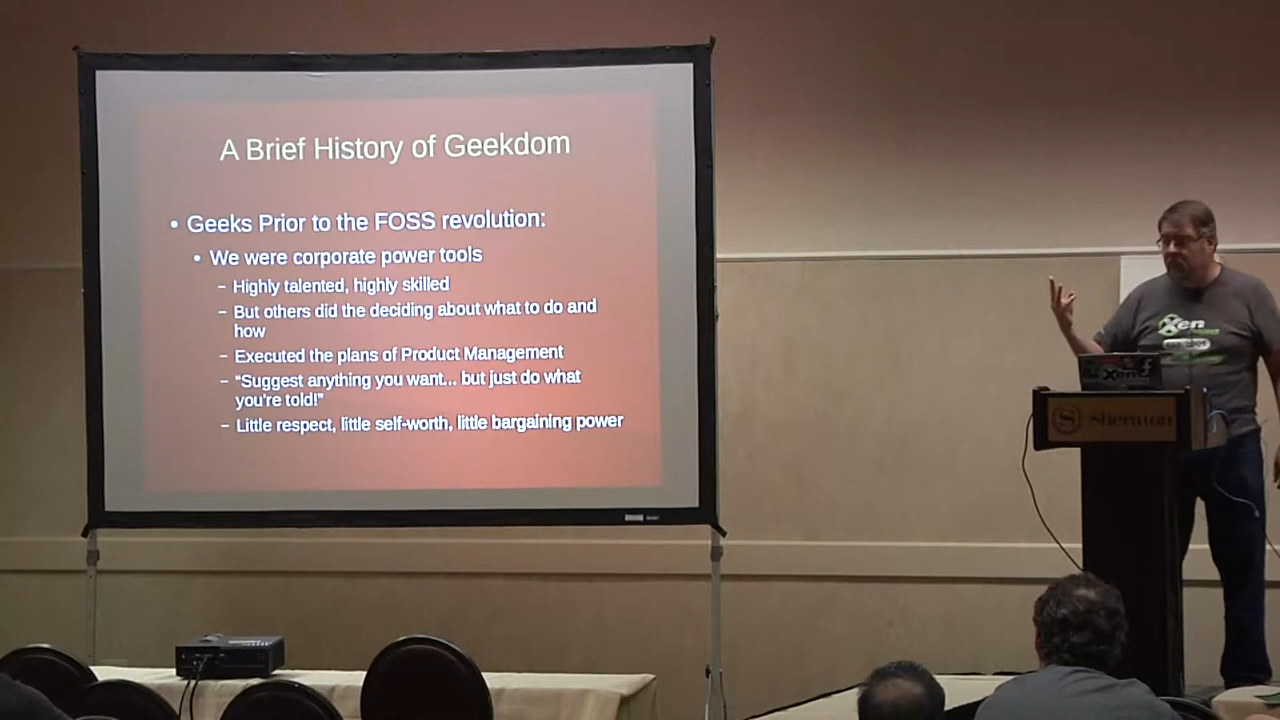 A Brief History of Geekdom
• Geeks Prior to the FOSS revolution:
• We were corporate power tools
– Highly talented, highly skilled
– But others did the deciding about what to do and
how
– Executed the plans of Product Management
– “Suggest anything you want... but just do what
you're told!”
– Little respect, little self-worth, little bargaining power
Xen
Xen
Sheraton